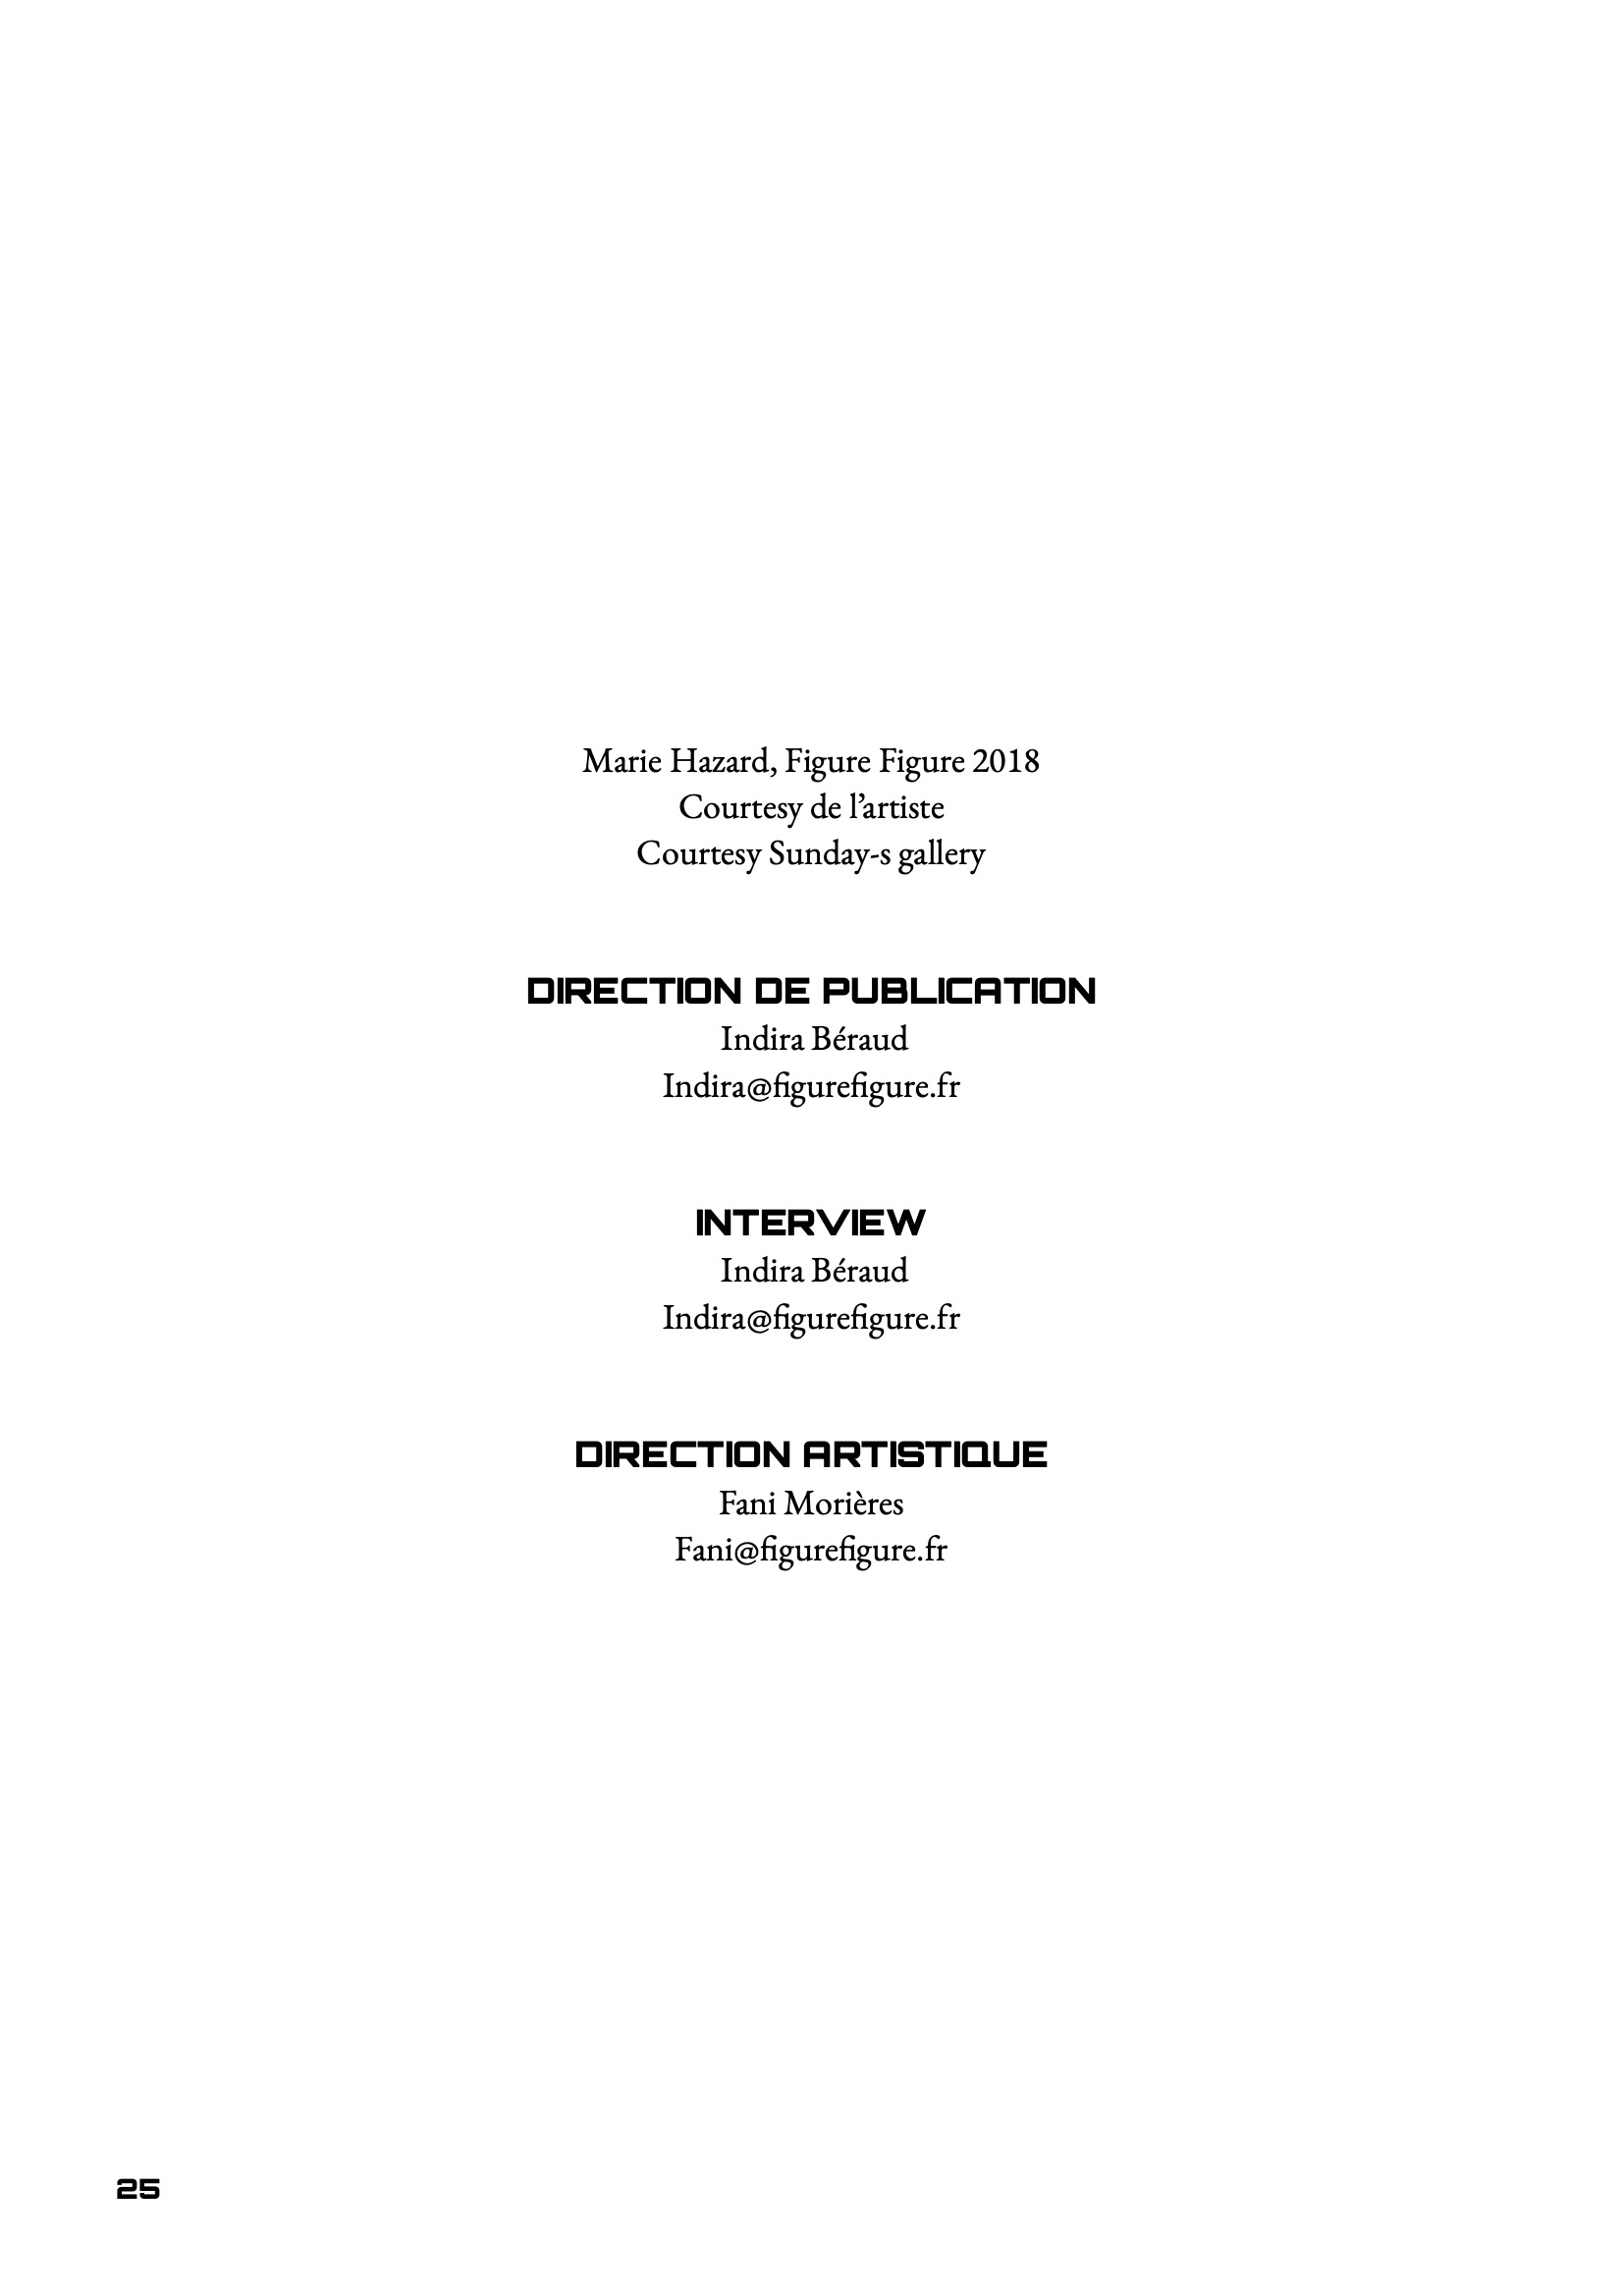 Marie Hazard, Figure Figure 2018
Courtesy de l’artiste
Courtesy Sunday-s gallery
DIRECTION DE PUBLICATION
Indira Béraud
Indira@figurefigure.fr
INTERVIEW
Indira Béraud
Indira@figurefigure.fr
DIRECTION ARTISTIQUE
Fani Morières
Fani@figurefigure.fr
25